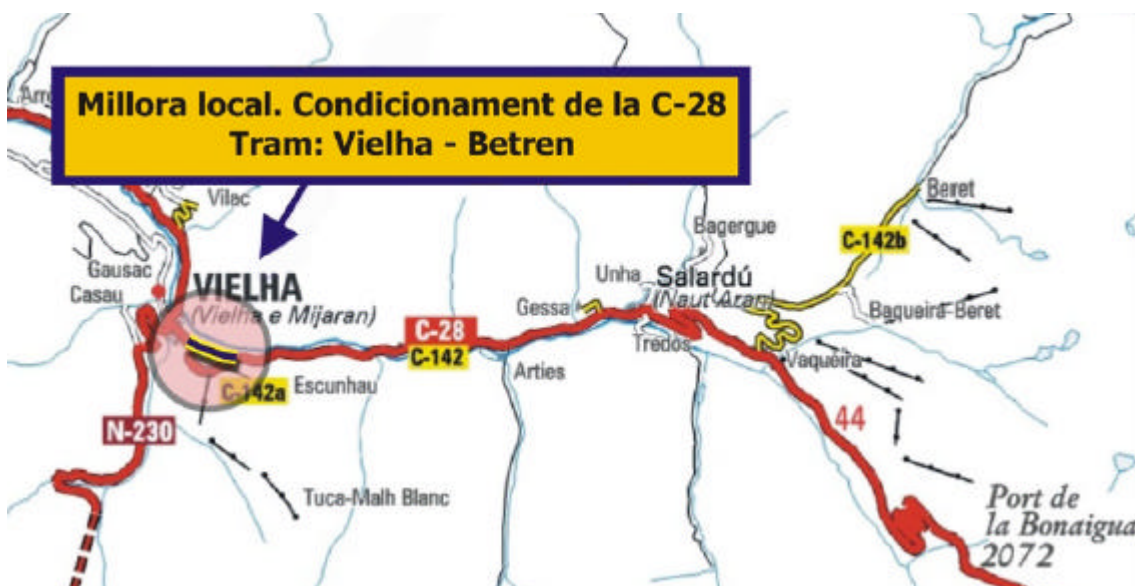 Millora local. Condicionament de la C-28
Tram: Vielha - Betren
Vilac
Beret
Bagergue
C-142b
Gausac
Unha
Salardú
(Naut Aran)
Casau
VIELHA
(Vielha e Mijaran)
Gessa
Baqueira-Beret
C-28
C-142
Tredòs
Vaqueira
Arties
Escunhau
C-142a
N-230
44
Tuca-Malh Blanc
Port de
la Bonaigua
2072